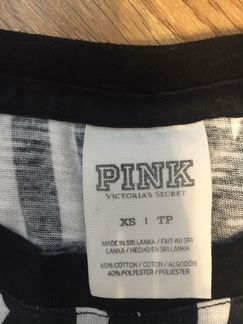 PINK
VICTORIA'S SECRET
XS | TP
MADE IN SRI LANKA / FAIT AU SRI
LANKA / HECHO EN SRI LANKA
60% COTTON / COTON / ALGODÓN
40% POLYESTER / POLIÉSTER